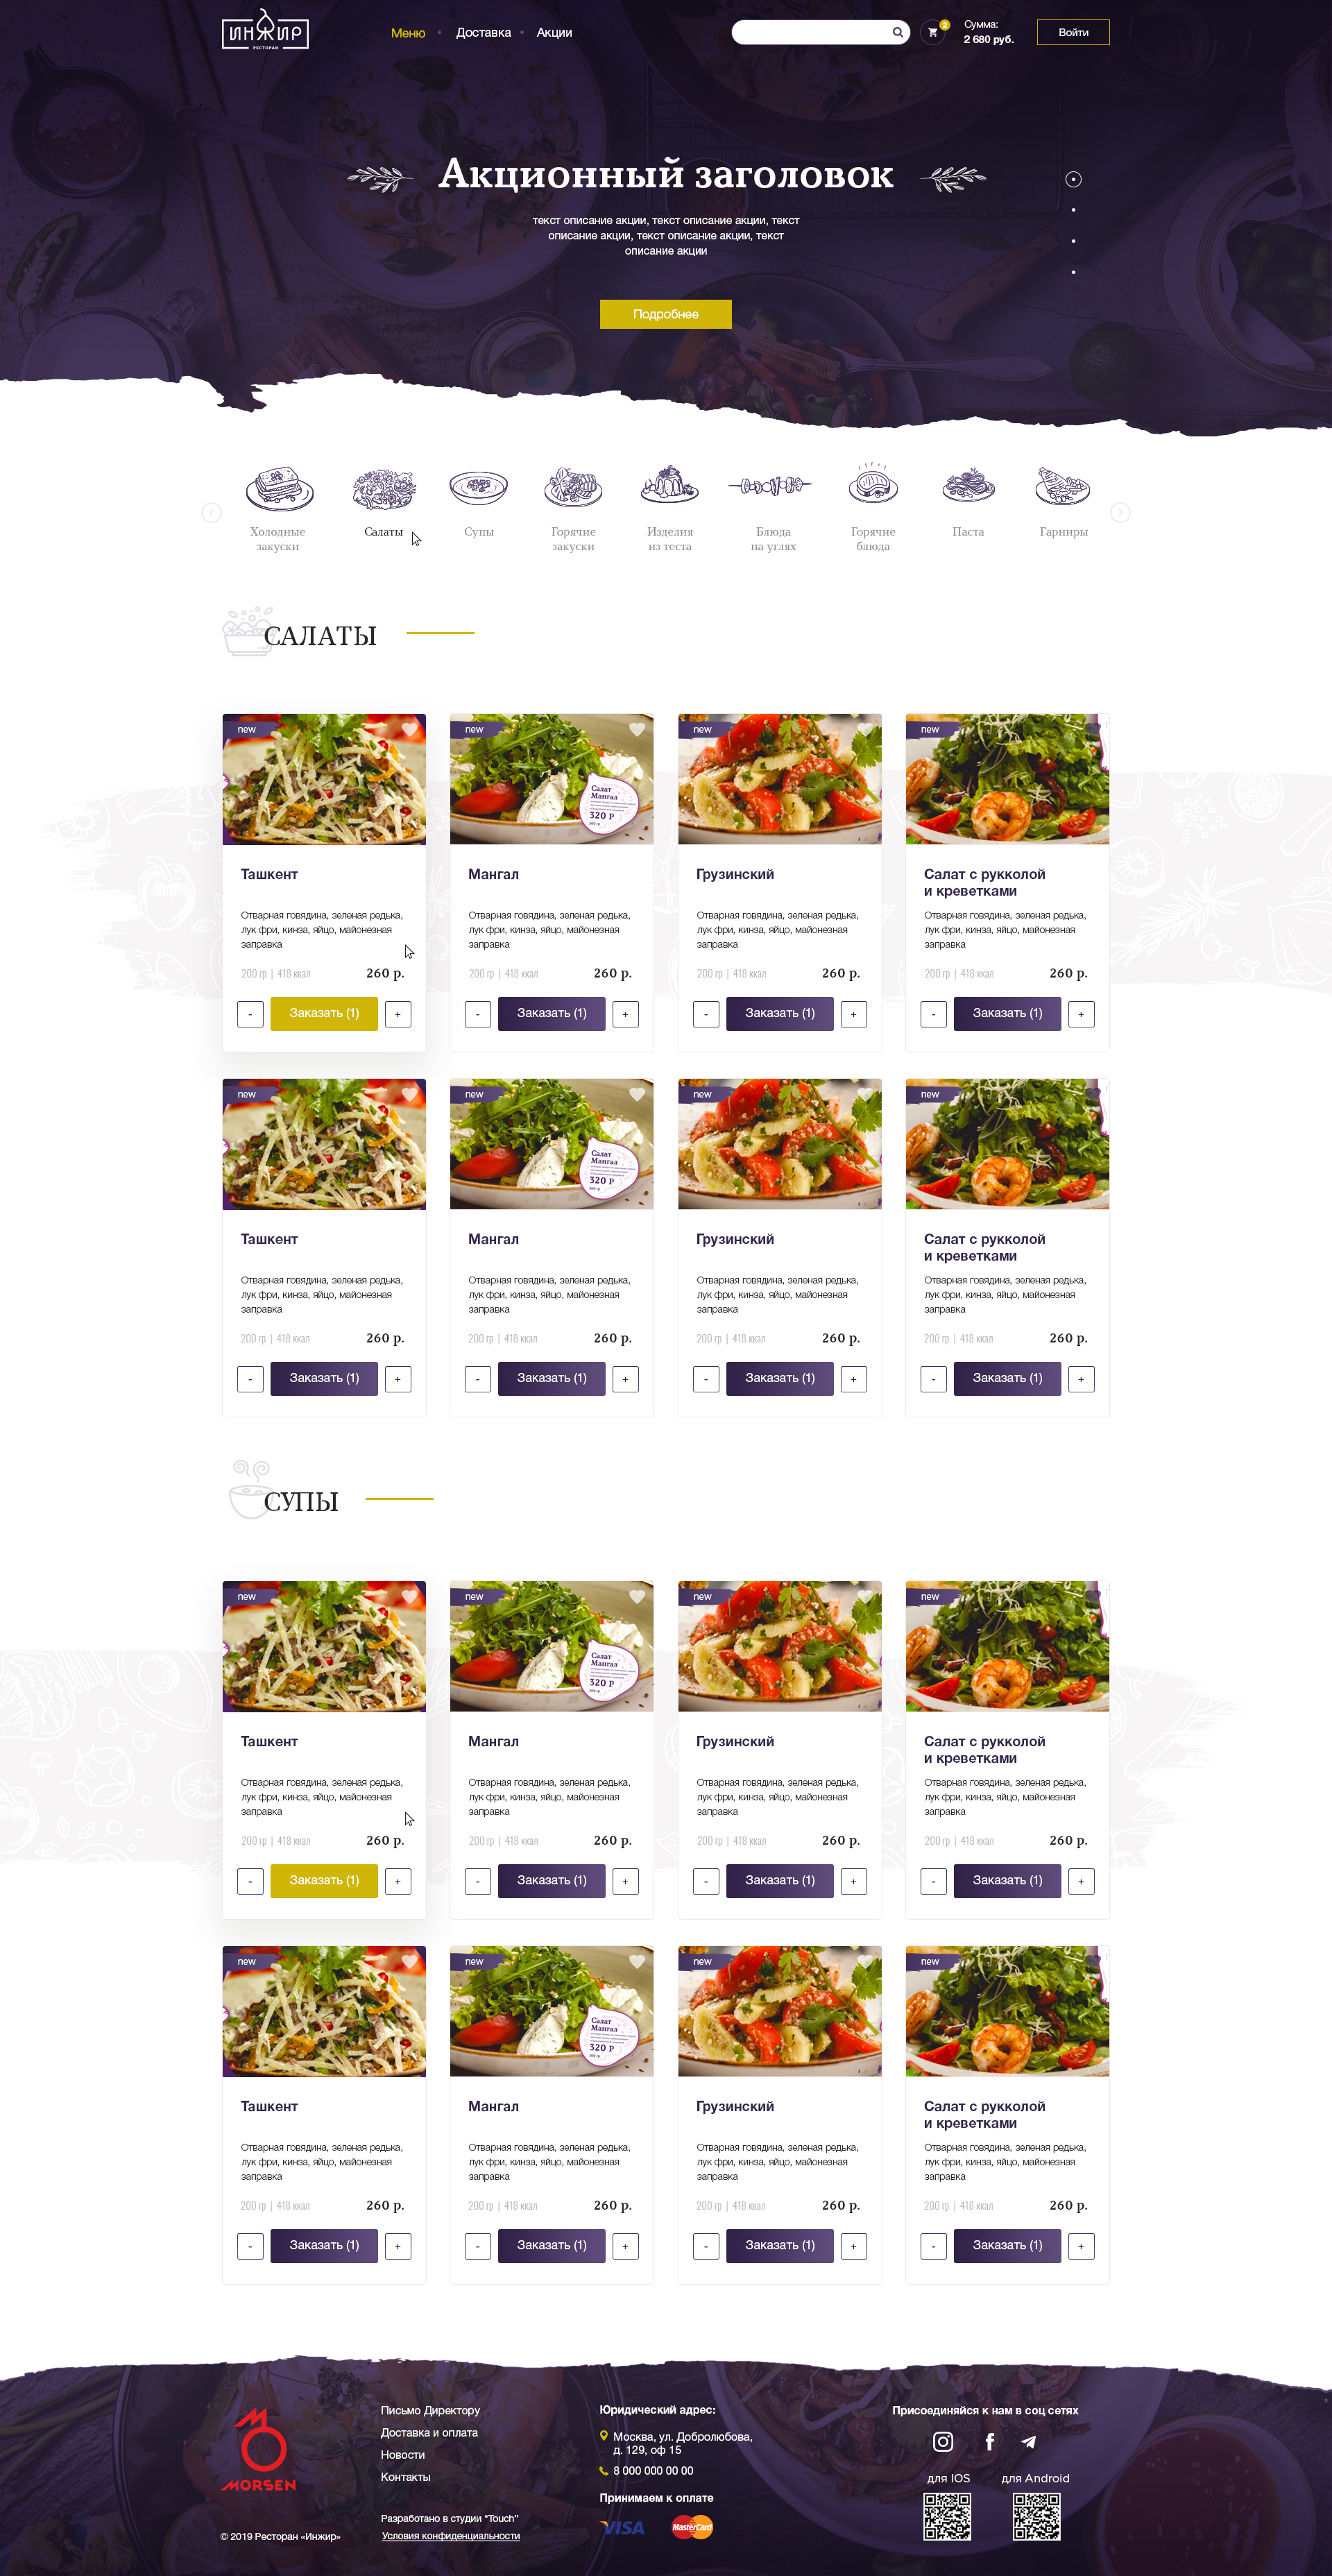 ИНЖИР
РЕСТОРАН
Меню • Доставка • Акции
2
Сумма:
2 680 руб.
Войти
Акционный заголовок
текст описание акции, текст описание акции, текст
описание акции, текст описание акции, текст
описание акции
Подробнее
Холодные
закуски
Салаты
Супы
Горячие
закуски
Изделия
из теста
Блюда
на углях
Горячие
блюда
Паста
Гарниры
САЛАТЫ
new
Ташкент
Отварная говядина, зеленая редька,
лук фри, кинза, яйцо, майонезная
заправка
200 гр | 418 ккал 260 р.
- Заказать (1) +
new
Салат
Мангал
320 Р
Мангал
Отварная говядина, зеленая редька,
лук фри, кинза, яйцо, майонезная
заправка
200 гр | 418 ккал 260 р.
- Заказать (1) +
new
Грузинский
Отварная говядина, зеленая редька,
лук фри, кинза, яйцо, майонезная
заправка
200 гр | 418 ккал 260 р.
- Заказать (1) +
new
Салат с рукколой
и креветками
Отварная говядина, зеленая редька,
лук фри, кинза, яйцо, майонезная
заправка
200 гр | 418 ккал 260 р.
- Заказать (1) +
new
Ташкент
Отварная говядина, зеленая редька,
лук фри, кинза, яйцо, майонезная
заправка
200 гр | 418 ккал 260 р.
- Заказать (1) +
new
Салат
Мангал
320 Р
Мангал
Отварная говядина, зеленая редька,
лук фри, кинза, яйцо, майонезная
заправка
200 гр | 418 ккал 260 р.
- Заказать (1) +
new
Грузинский
Отварная говядина, зеленая редька,
лук фри, кинза, яйцо, майонезная
заправка
200 гр | 418 ккал 260 р.
- Заказать (1) +
new
Салат с рукколой
и креветками
Отварная говядина, зеленая редька,
лук фри, кинза, яйцо, майонезная
заправка
200 гр | 418 ккал 260 р.
- Заказать (1) +
СУПЫ
new
Ташкент
Отварная говядина, зеленая редька,
лук фри, кинза, яйцо, майонезная
заправка
200 гр | 418 ккал 260 р.
- Заказать (1) +
new
Салат
Мангал
320 Р
Мангал
Отварная говядина, зеленая редька,
лук фри, кинза, яйцо, майонезная
заправка
200 гр | 418 ккал 260 р.
- Заказать (1) +
new
Грузинский
Отварная говядина, зеленая редька,
лук фри, кинза, яйцо, майонезная
заправка
200 гр | 418 ккал 260 р.
- Заказать (1) +
new
Салат с рукколой
и креветками
Отварная говядина, зеленая редька,
лук фри, кинза, яйцо, майонезная
заправка
200 гр | 418 ккал 260 р.
- Заказать (1) +
new
Ташкент
Отварная говядина, зеленая редька,
лук фри, кинза, яйцо, майонезная
заправка
200 гр | 418 ккал 260 р.
- Заказать (1) +
new
Салат
Мангал
320 Р
Мангал
Отварная говядина, зеленая редька,
лук фри, кинза, яйцо, майонезная
заправка
200 гр | 418 ккал 260 р.
- Заказать (1) +
new
Грузинский
Отварная говядина, зеленая редька,
лук фри, кинза, яйцо, майонезная
заправка
200 гр | 418 ккал 260 р.
- Заказать (1) +
new
Салат с рукколой
и креветками
Отварная говядина, зеленая редька,
лук фри, кинза, яйцо, майонезная
заправка
200 гр | 418 ккал 260 р.
- Заказать (1) +
MORSEN
© 2019 Ресторан «Инжир»
Письмо Директору
Доставка и оплата
Новости
Контакты
Разработано в студии "Touch"
Условия конфиденциальности
Юридический адрес:
Москва, ул. Добролюбова,
д. 129, оф 15
8 000 000 00 00
Принимаем к оплате
VISA
MasterCard
Присоединяйся к нам в соц сетях
для IOS
для Android